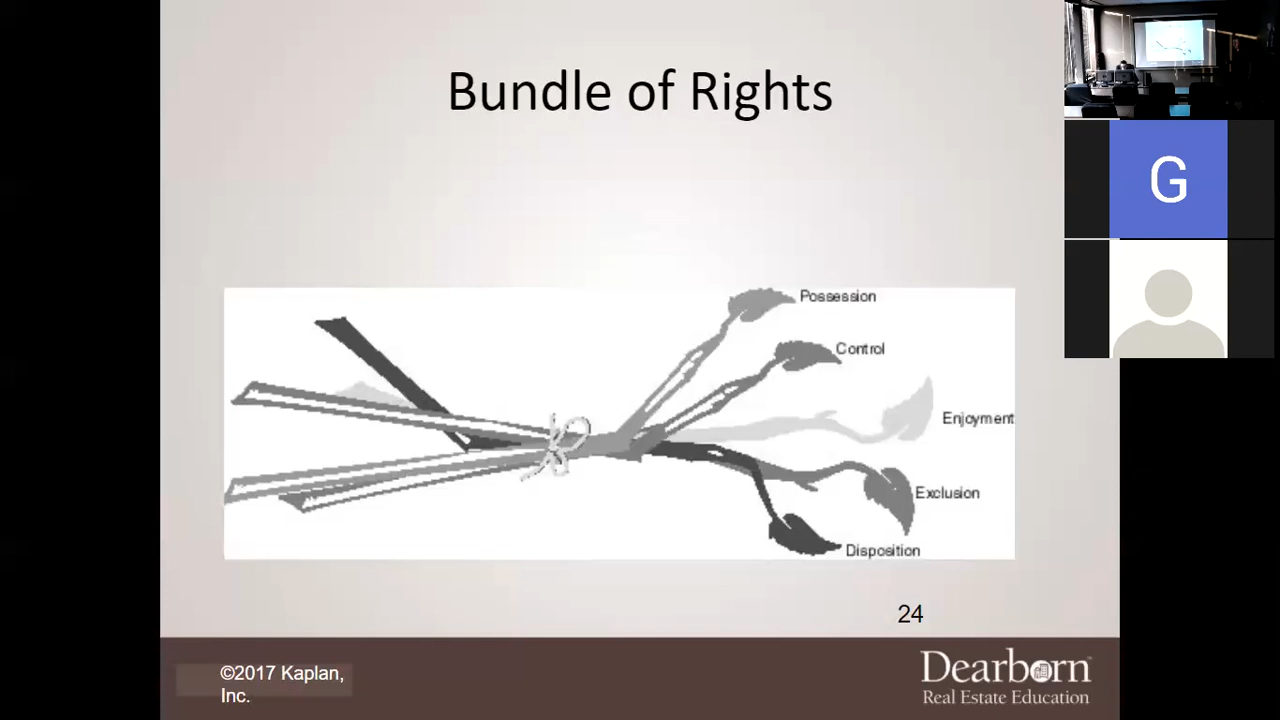 Bundle of Rights
G
Possession
Control
Enjoyment
Exclusion
Disposition
24
©2017 Kaplan,
Inc.
Dearborn
Real Estate Education